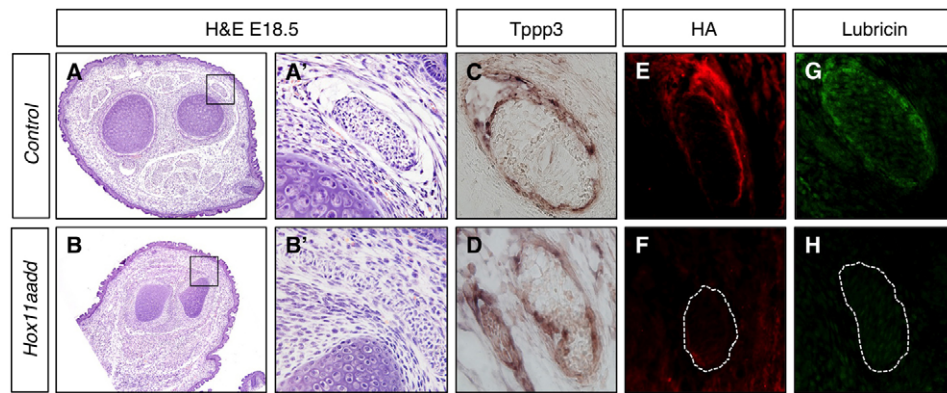 H&E E18.5 Tppp3 HA Lubricin
Control
A A' C E G
Hox11aadd
B B' D F H